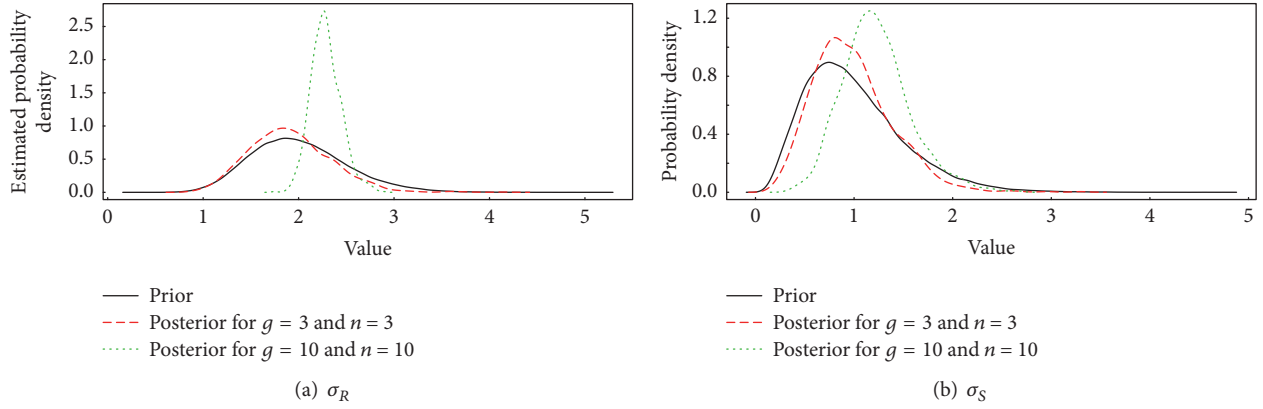 Estimated probability
density
2.5
2.0
1.5
1.0
0.5
0.0
0 1 2 3 4 5
Value
Prior
Posterior for g = 3 and n = 3
Posterior for g = 10 and n = 10
(a) σR
Probability density
1.2
0.8
0.4
0.0
0 1 2 3 4 5
Value
Prior
Posterior for g = 3 and n = 3
Posterior for g = 10 and n = 10
(b) σS